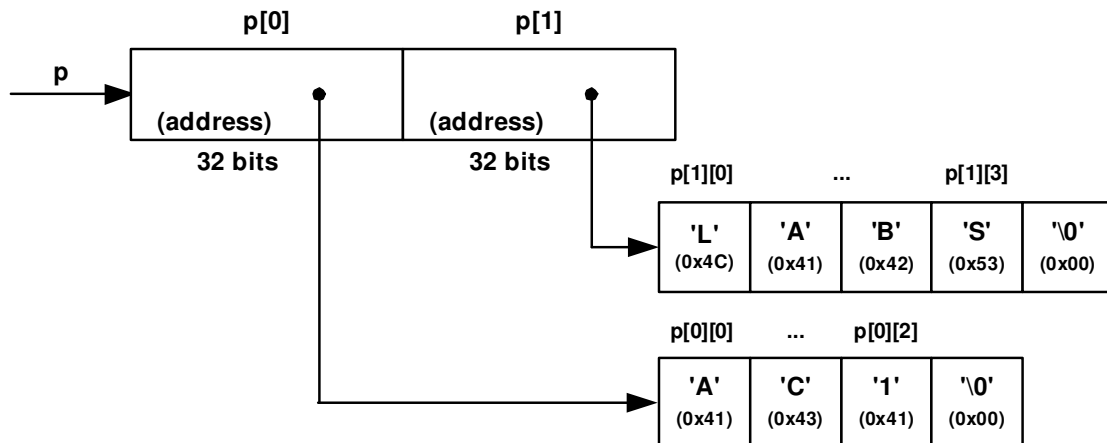 p[0] p[1]
p
(address) (address)
32 bits 32 bits
p[1][0] ... p[1][3]
'L' 'A' 'B' 'S' '\0'
(0x4C) (0x41) (0x42) (0x53) (0x00)
p[0][0] ... p[0][2]
'A' 'C' '1' '\0'
(0x41) (0x43) (0x41) (0x00)